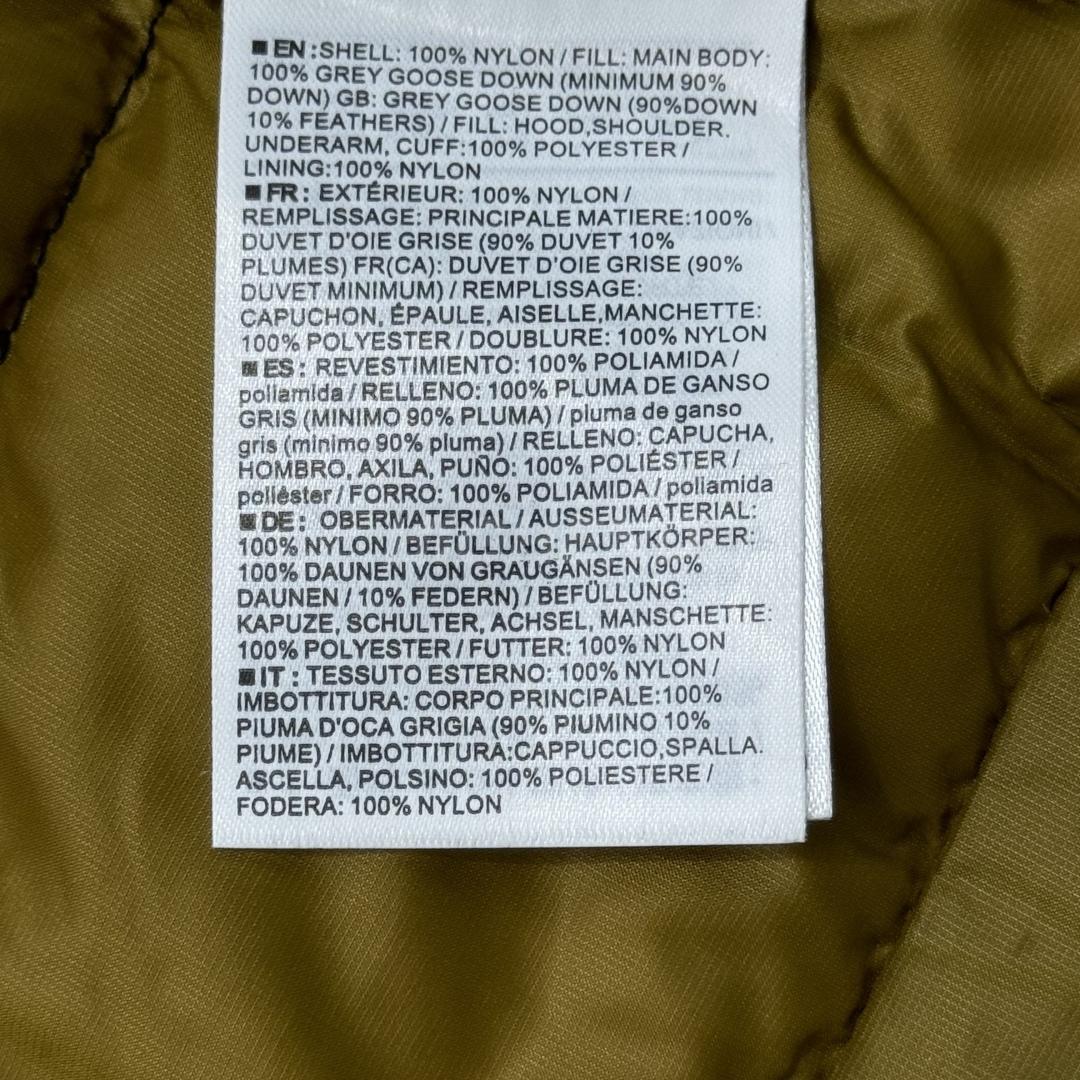 ■ EN :SHELL: 100% NYLON / FILL: MAIN BODY:
100% GREY GOOSE DOWN (MINIMUM 90%
DOWN) GB: GREY GOOSE DOWN (90%DOWN
10% FEATHERS) / FILL: HOOD,SHOULDER.
UNDERARM, CUFF:100% POLYESTER /
LINING:100% NYLON
■ FR : EXTÉRIEUR: 100% NYLON /
REMPLISSAGE: PRINCIPALE MATIERE:100%
DUVET D'OIE GRISE (90% DUVET 10%
PLUMES) FR(CA): DUVET D'OIE GRISE (90%
DUVET MINIMUM) / REMPLISSAGE:
CAPUCHON, ÉPAULE, AISELLE,MANCHETTE:
100% POLYESTER / DOUBLURE: 100% NYLON
■ ES : REVESTIMIENTO: 100% POLIAMIDA /
poliamida / RELLENO: 100% PLUMA DE GANSO
GRIS (MINIMO 90% PLUMA) / pluma de ganso
gris (minimo 90% pluma) / RELLENO: CAPUCHA,
HOMBRO, AXILA, PUÑO: 100% POLIÉSTER /
poliéster / FORRO: 100% POLIAMIDA / poliamida
■ DE : OBERMATERIAL / AUSSEUMATERIAL:
100% NYLON / BEFÜLLUNG: HAUPTKÖRPER:
100% DAUNEN VON GRAUGÄNSEN (90%
DAUNEN / 10% FEDERN) / BEFÜLLUNG:
KAPUZE, SCHULTER, ACHSEL, MANSCHETTE:
100% POLYESTER / FUTTER: 100% NYLON
■ IT : TESSUTO ESTERNO: 100% NYLON /
IMBOTTITURA: CORPO PRINCIPALE:100%
PIUMA D'OCA GRIGIA (90% PIUMINO 10%
PIUME) / IMBOTTITURA:CAPPUCCIO,SPALLA.
ASCELLA, POLSINO: 100% POLIESTERE /
FODERA: 100% NYLON